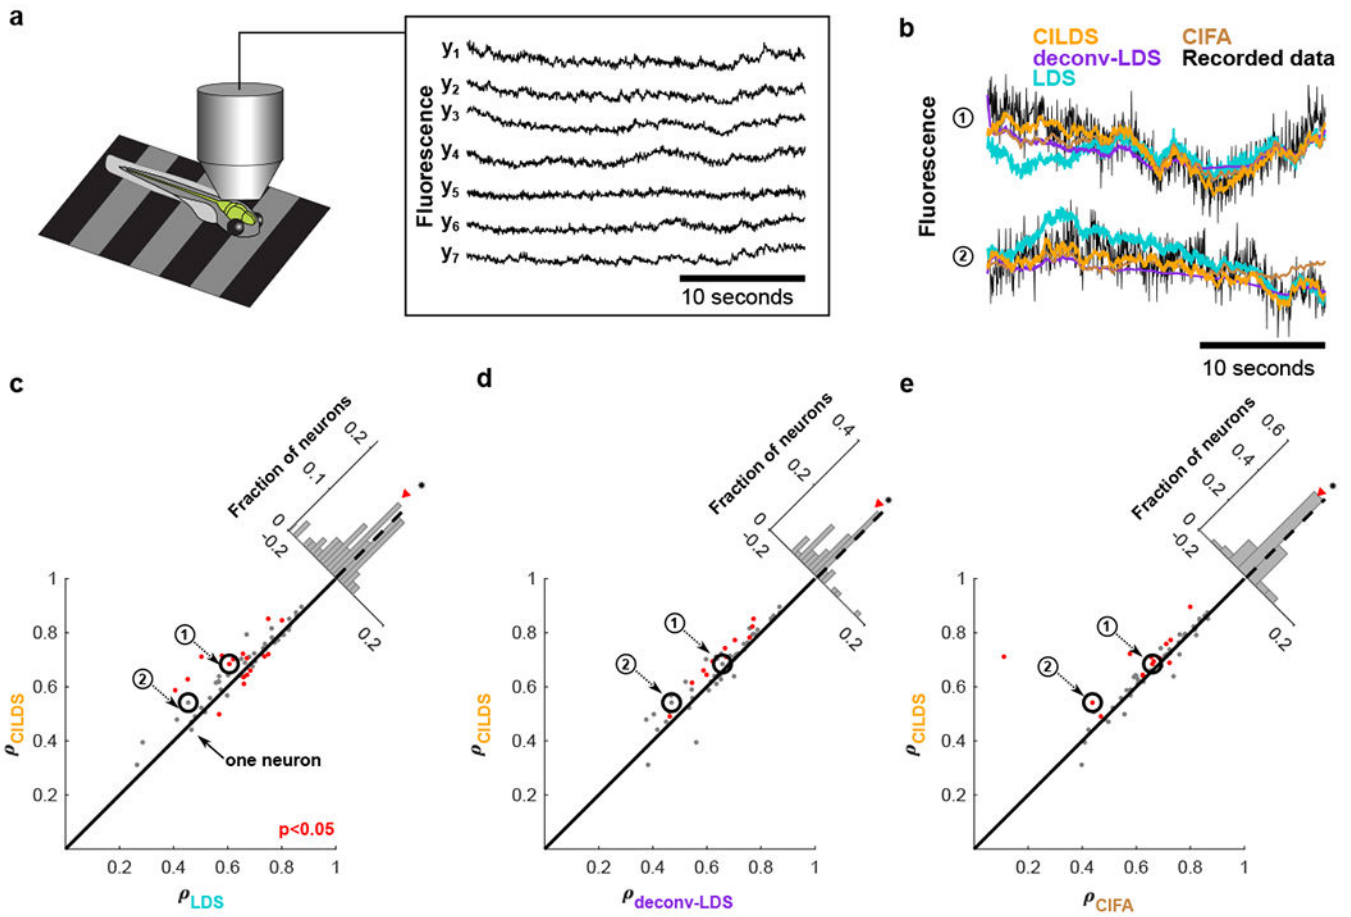 a
Fluorescence
y1
y2
y3
y4
y5
y6
y7
10 seconds
b
CILDS
CIFA
deconv-LDS
Recorded data
LDS
Fluorescence
1
2
10 seconds
c
Fraction of neurons
0
0.1
0.2
-0.2
0.2
*
1
0.8
0.6
0.4
0.2
ρCILDS
1
2
one neuron
p<0.05
0.2
0.4
0.6
0.8
1
ρLDS
d
Fraction of neurons
0
0.2
0.4
-0.2
0.2
*
1
0.8
0.6
0.4
0.2
ρCILDS
1
2
0.2
0.4
0.6
0.8
1
ρdeconv-LDS
e
Fraction of neurons
0
0.2
0.4
0.6
-0.2
0.2
*
1
0.8
0.6
0.4
0.2
ρCILDS
1
2
0.2
0.4
0.6
0.8
1
ρCIFA